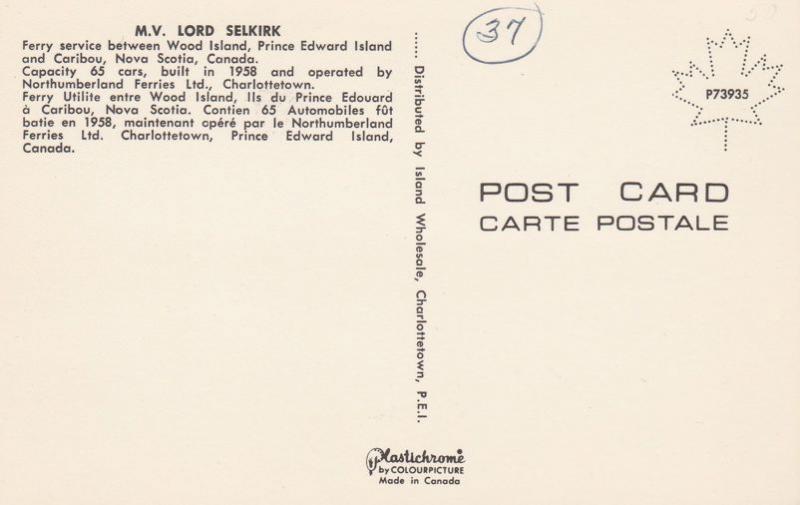 M.V. LORD SELKIRK
Ferry service between Wood Island, Prince Edward Island
and Caribou, Nova Scotia, Canada.
Capacity 65 cars, built in 1958 and operated by
Northumberland Ferries Ltd., Charlottetown.
Ferry Utilite entre Wood Island, Ils du Prince Edouard
à Caribou, Nova Scotia. Contien 65 Automobiles fût
batie en 1958, maintenant opéré par le Northumberland
Ferries Ltd. Charlottetown, Prince Edward Island,
Canada.
...... Distributed by Island Wholesale, Charlottetown, P.E.I.
37
P73935
POST CARD
CARTE POSTALE
Plastichrome
by COLOURPICTURE
Made in Canada